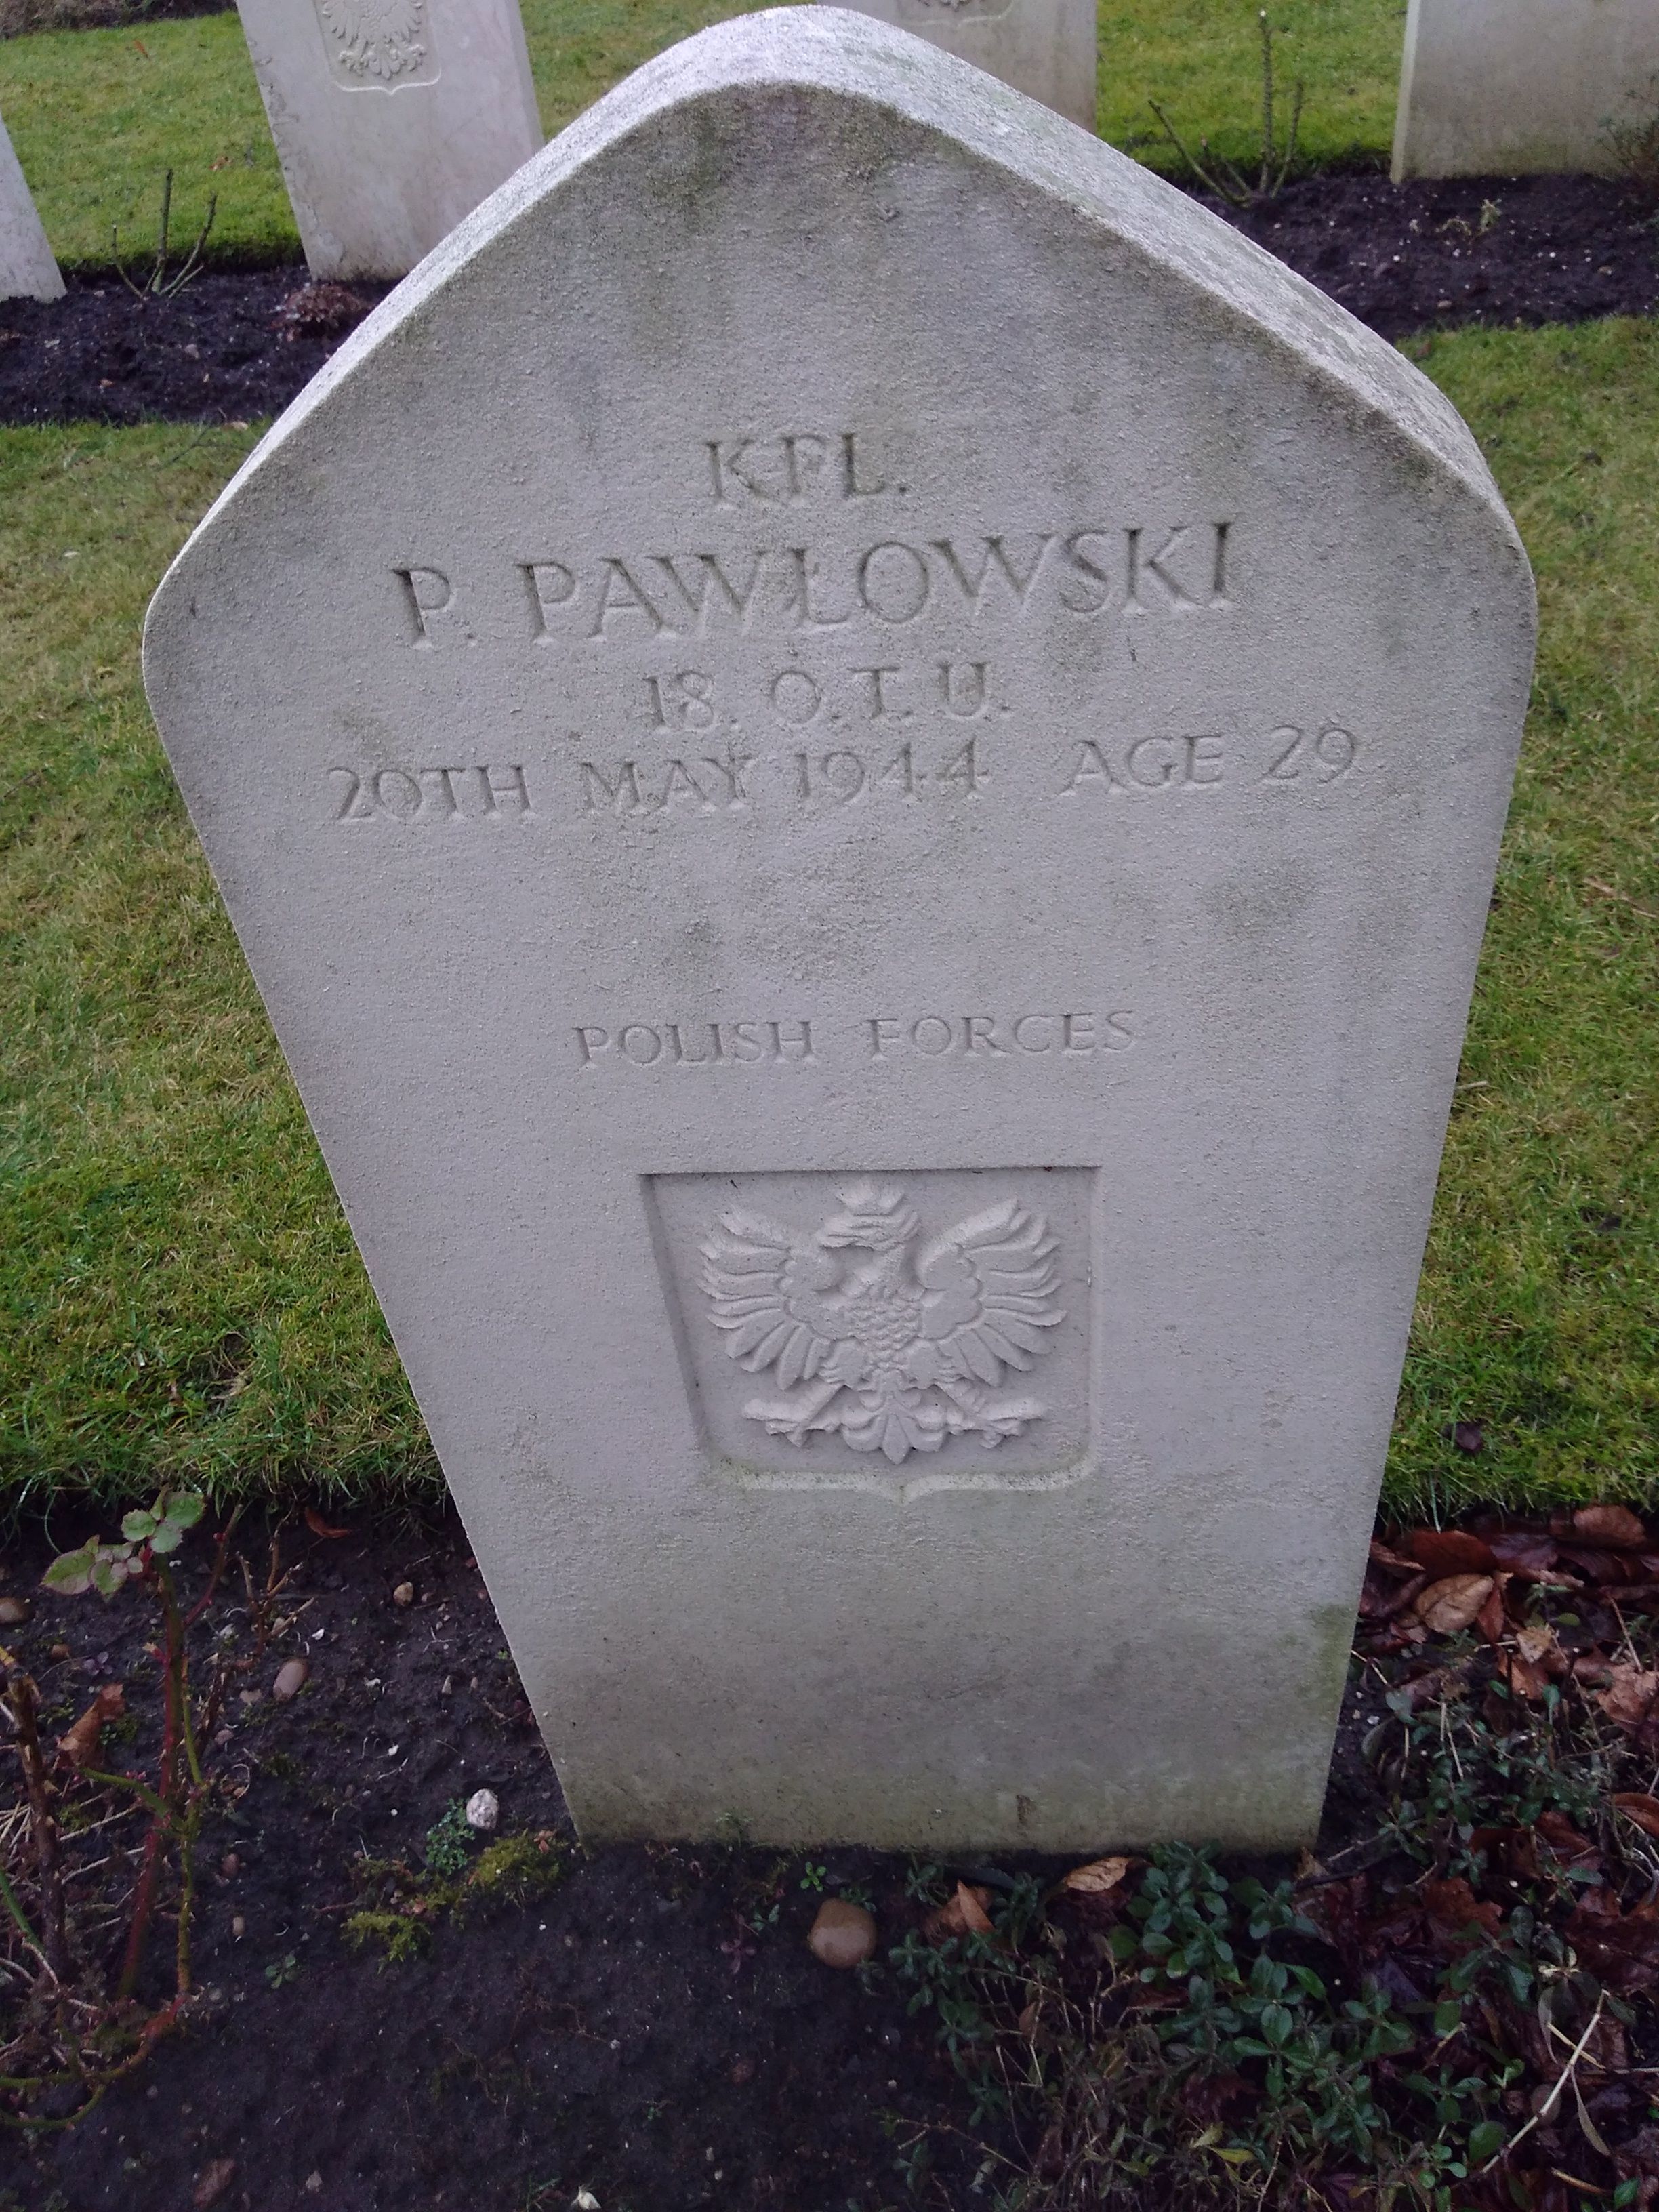 KPL.
P. PAWŁOWSKI
18. O.T.U.
20TH MAY 1944 AGE 29
POLISH FORCES